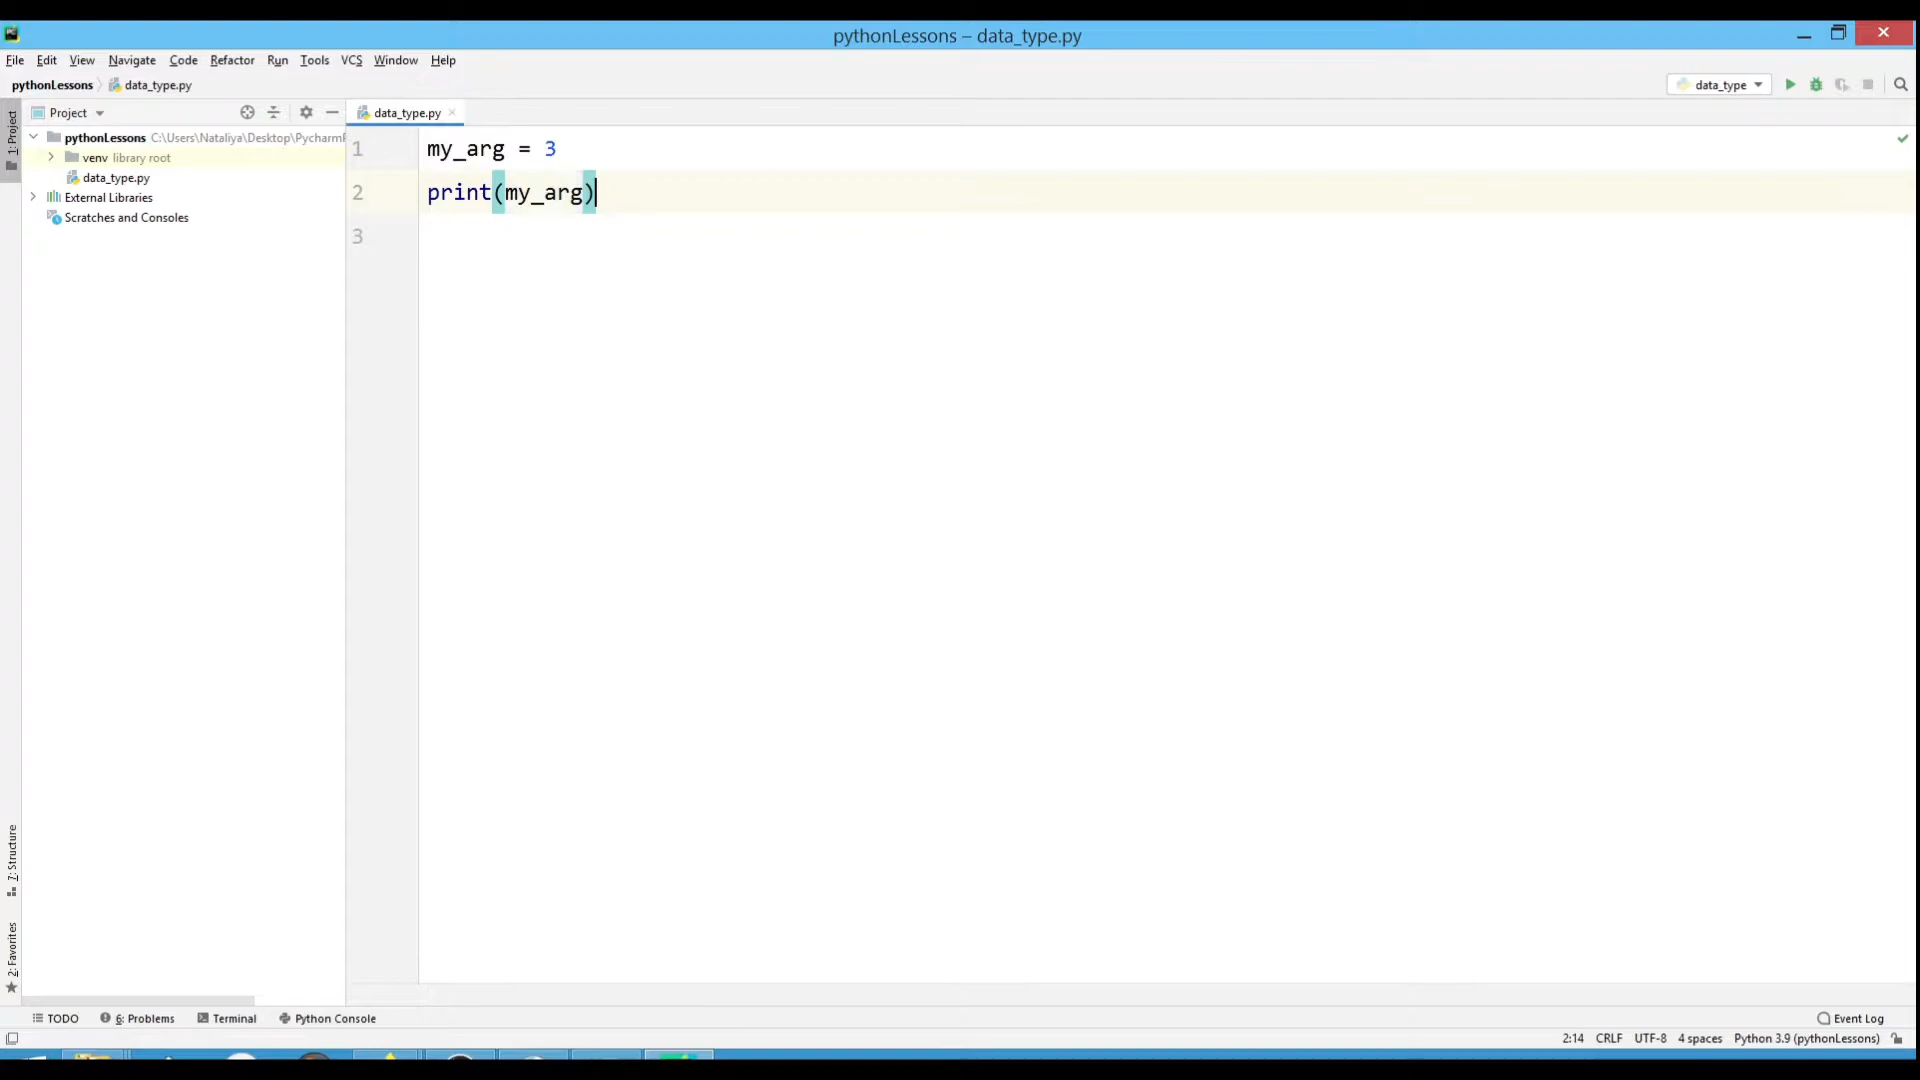 pythonLessons – data_type.py
File Edit View Navigate Code Refactor Run Tools VCS Window Help
pythonLessons data_type.py
data_type
Project
data_type.py
1: Project
pythonLessons C:\Users\Nataliya\Desktop\Pycharm
venv library root
data_type.py
External Libraries
Scratches and Consoles
1 my_arg = 3
2 print(my_arg)
3
7: Structure
2: Favorites
TODO 6: Problems Terminal Python Console
Event Log
2:14 CRLF UTF-8 4 spaces Python 3.9 (pythonLessons)